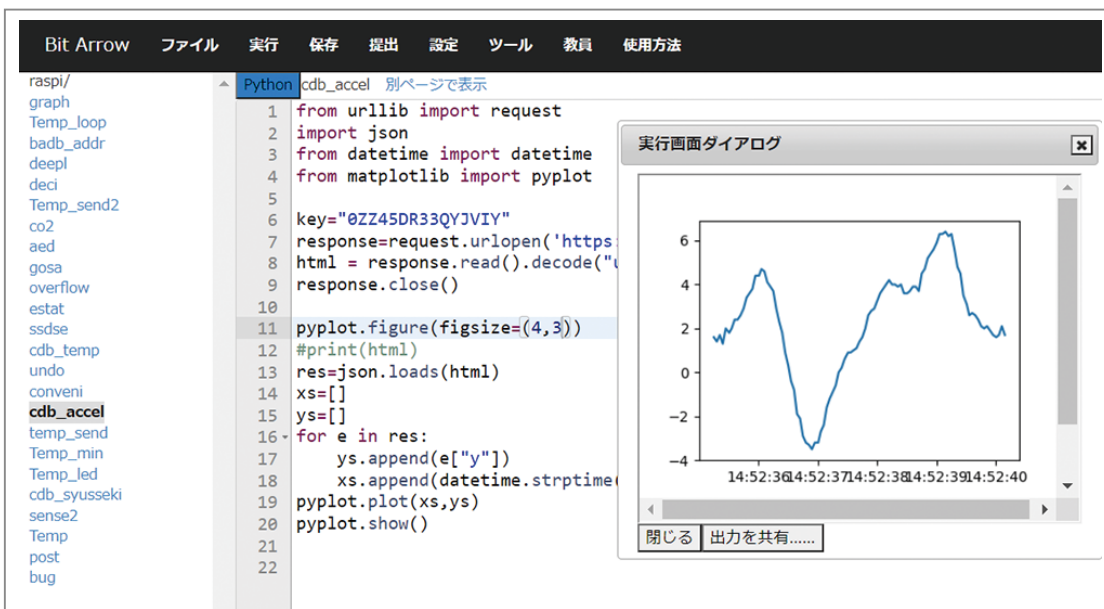 Bit Arrow ファイル 実行 保存 提出 設定 ツール 教員 使用方法
raspi/
graph
Temp_loop
badb_addr
deepl
deci
Temp_send2
co2
aed
gosa
overflow
estat
ssdse
cdb_temp
undo
conveni
cdb_accel
temp_send
Temp_min
Temp_led
cdb_syusseki
sense2
Temp
post
bug
Python cdb_accel 別ページで表示
1 from urllib import request
2 import json
3 from datetime import datetime
4 from matplotlib import pyplot
5
6 key="0ZZ45DR33QYJVIY"
7 response=request.urlopen('https:
8 html = response.read().decode("u
9 response.close()
10
11 pyplot.figure(figsize=(4,3))
12 #print(html)
13 res=json.loads(html)
14 xs=[]
15 ys=[]
16 for e in res:
17 ys.append(e["y"])
18 xs.append(datetime.strptime(
19 pyplot.plot(xs,ys)
20 pyplot.show()
21
22
実行画面ダイアログ
6
4
2
0
−2
−4
14:52:36 14:52:37 14:52:38 14:52:39 14:52:40
閉じる 出力を共有......